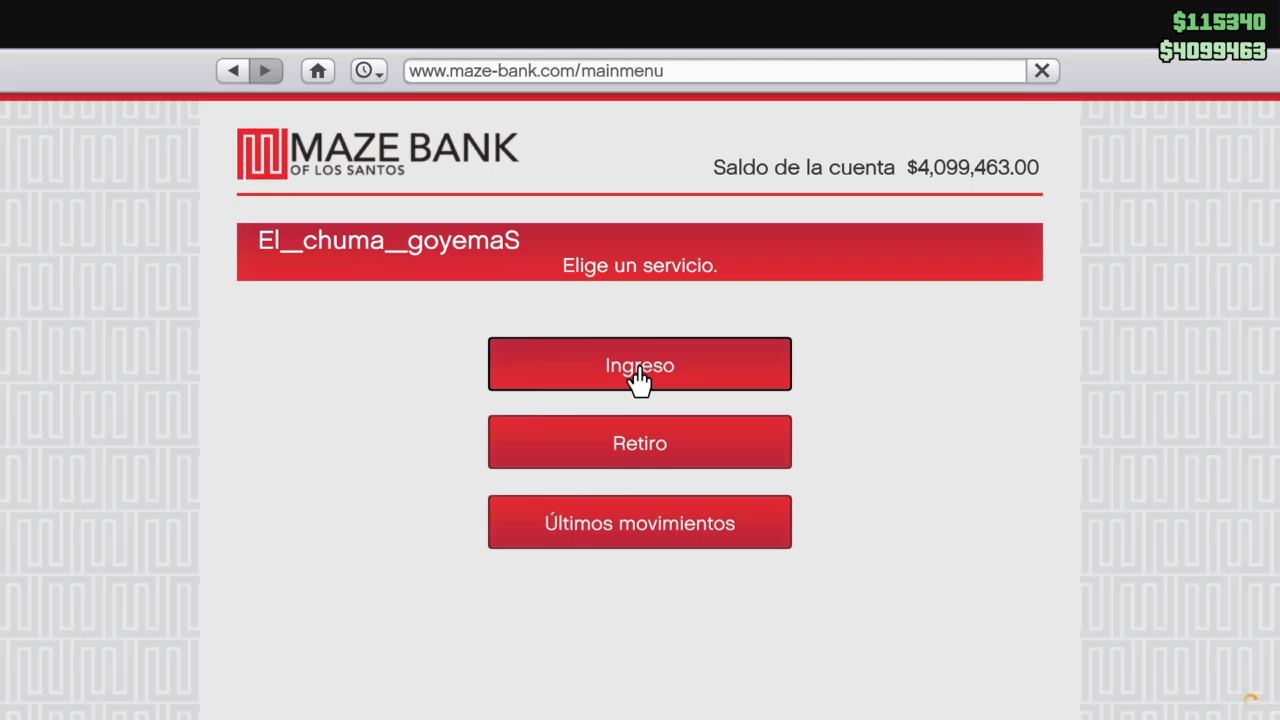 $115340
$4099463
www.maze-bank.com/mainmenu
MAZE BANK
OF LOS SANTOS
Saldo de la cuenta $4,099,463.00
El__chuma__goyemaS
Elige un servicio.
Ingreso
Retiro
Últimos movimientos